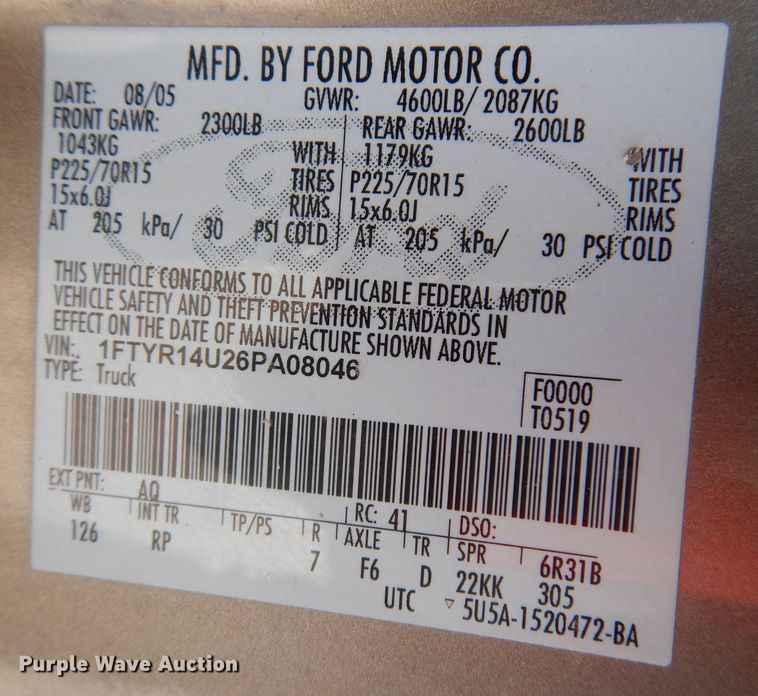 MFD. BY FORD MOTOR CO.
DATE: 08/05 GVWR: 4600LB/ 2087KG
FRONT GAWR: 2300LB REAR GAWR: 2600LB
1043KG WITH 1179KG WITH
P225/70R15 TIRES P225/70R15 TIRES
15x6.0J RIMS 15x6.0J RIMS
AT 205 kPa/ 30 PSI COLD AT 205 kPa/ 30 PSI COLD
Ford
THIS VEHICLE CONFORMS TO ALL APPLICABLE FEDERAL MOTOR
VEHICLE SAFETY AND THEFT PREVENTION STANDARDS IN
EFFECT ON THE DATE OF MANUFACTURE SHOWN ABOVE.
VIN: 1FTYR14U26PA08046
TYPE: Truck
F0000
T0519
EXT PNT: AQ RC: 41 DSO:
WB INT TR TP/PS R AXLE TR SPR 6R31B
126 RP 7 F6 D 22KK 305
UTC ▽ 5U5A-1520472-BA
Purple Wave Auction